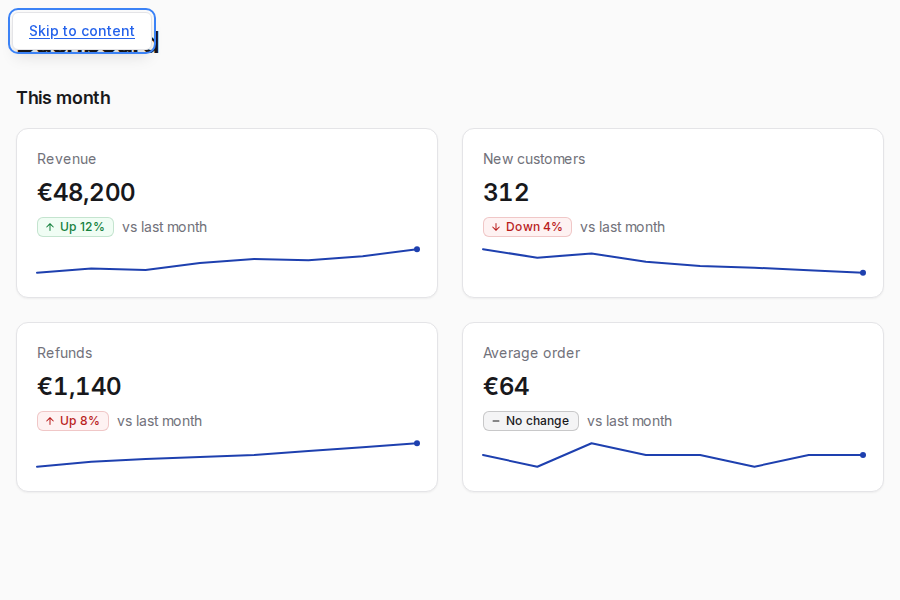 Skip to content
This month
Revenue
€48,200
Up 12% vs last month
New customers
312
Down 4% vs last month
Refunds
€1,140
Up 8% vs last month
Average order
€64
No change vs last month